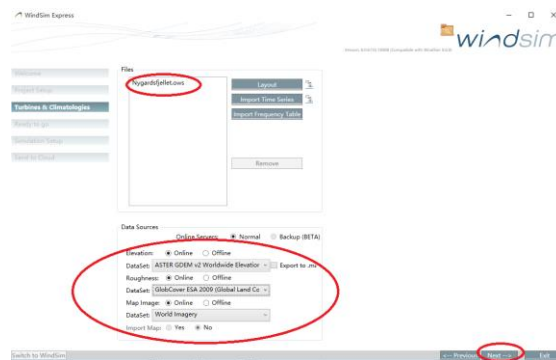 WindSim Express
windsim
Welcome
Project Setup
Turbines & Climatologies
Ready to go
Simulation Setup
Send to Cloud
Files
Nygardsfjellet.ows
Layout
Import Time Series
Import Frequency Table
Remove
Data Sources
Online Servers: Normal Backup (BETA)
Elevation: Online Offline
DataSet: ASTER GDEM v2 Worldwide Elevation Export to
Roughness: Online Offline
DataSet: GlobCover ESA 2009 (Global Land Co
Map Image: Online Offline
DataSet: World Imagery
Import Map: Yes No
Switch to WindSim
<-- Previous Next --> Exit